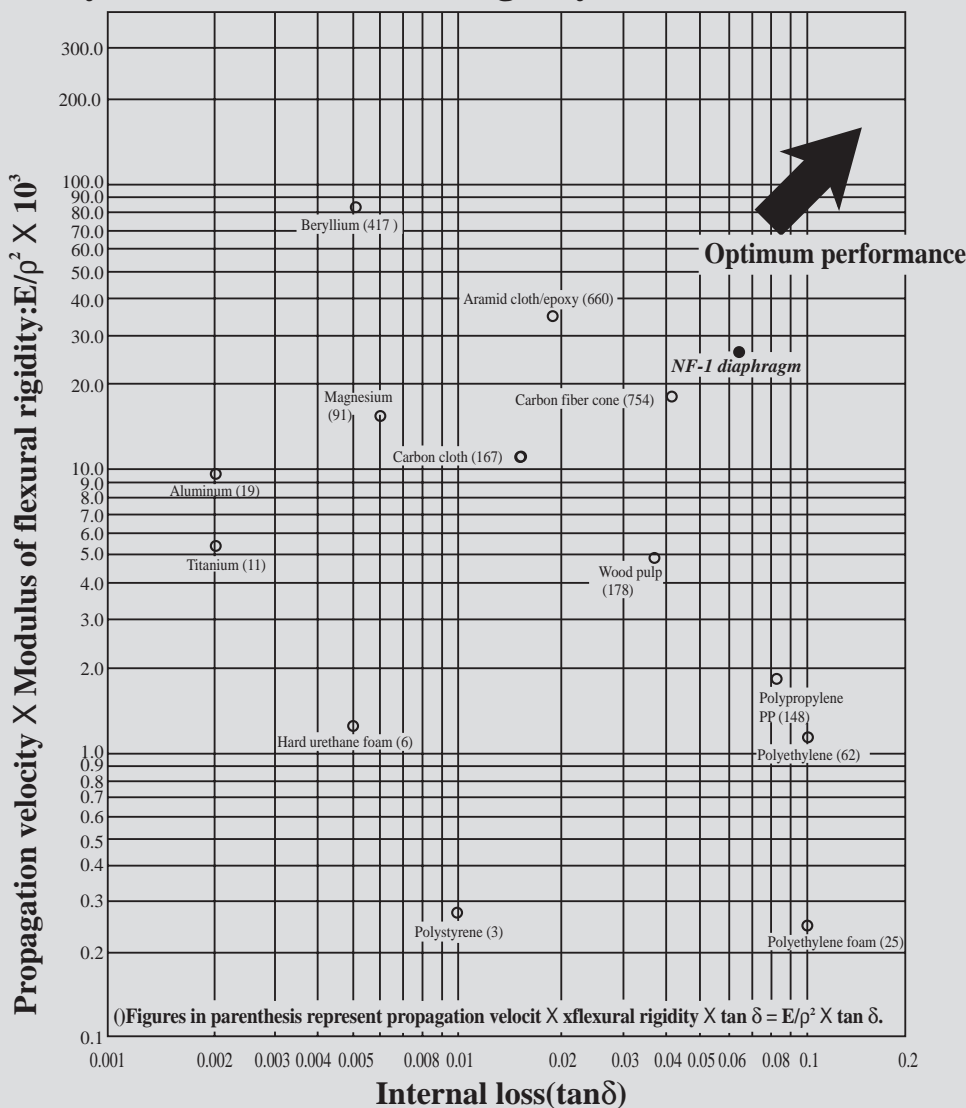 300.0
200.0
100.0
90.0
80.0
70.0
60.0
50.0
40.0
30.0
20.0
10.0
9.0
8.0
7.0
6.0
5.0
4.0
3.0
2.0
1.0
0.9
0.8
0.7
0.6
0.5
0.4
0.3
0.2
0.1
Propagation velocity X Modulus of flexural rigidity:E/ρ² X 10³
Beryllium (417 )
Optimum performance
Aramid cloth/epoxy (660)
NF-1 diaphragm
Magnesium
(91)
Carbon fiber cone (754)
Carbon cloth (167)
Aluminum (19)
Titanium (11)
Wood pulp
(178)
Polypropylene
PP (148)
Hard urethane foam (6)
Polyethylene (62)
Polystyrene (3)
Polyethylene foam (25)
()Figures in parenthesis represent propagation velocit X xflexural rigidity X tan δ = E/ρ² X tan δ.
0.001 0.002 0.003 0.004 0.005 0.008 0.01 0.02 0.03 0.04 0.05 0.06 0.08 0.1 0.2
Internal loss(tanδ)